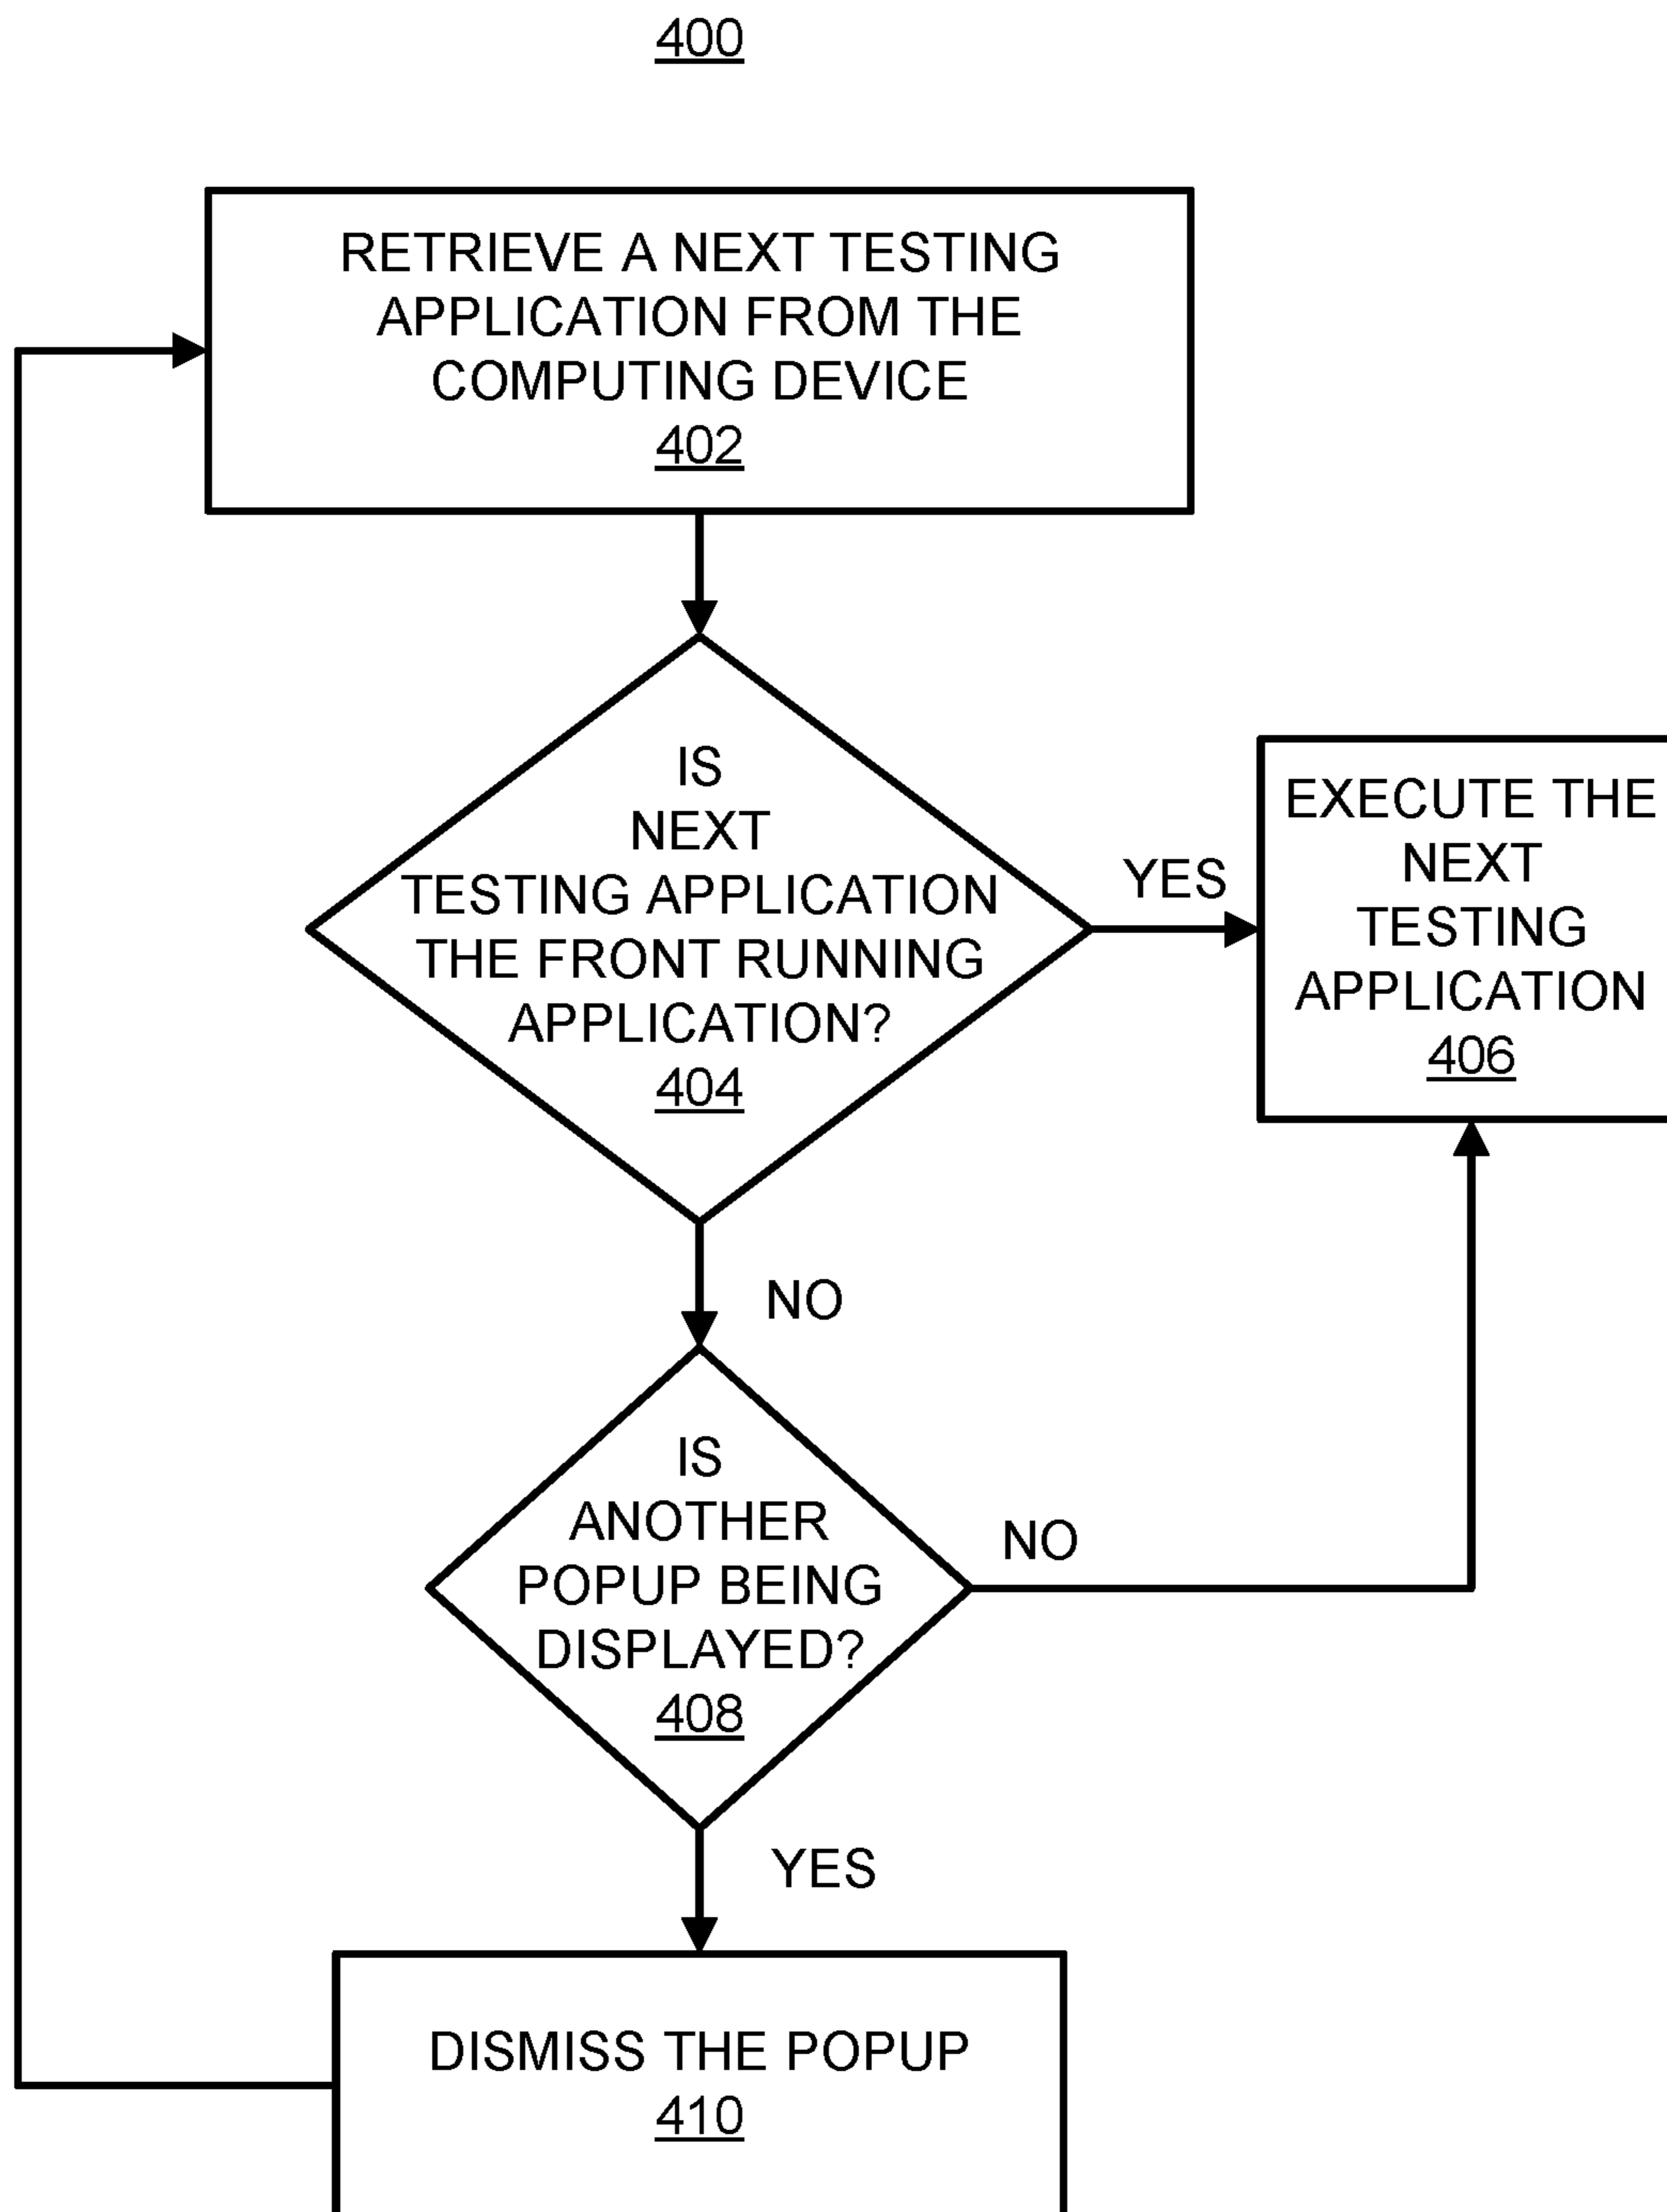 400
RETRIEVE A NEXT TESTING
APPLICATION FROM THE
COMPUTING DEVICE
402
IS
NEXT
TESTING APPLICATION
THE FRONT RUNNING
APPLICATION?
404
YES
EXECUTE THE
NEXT
TESTING
APPLICATION
406
NO
IS
ANOTHER
POPUP BEING
DISPLAYED?
408
NO
YES
DISMISS THE POPUP
410